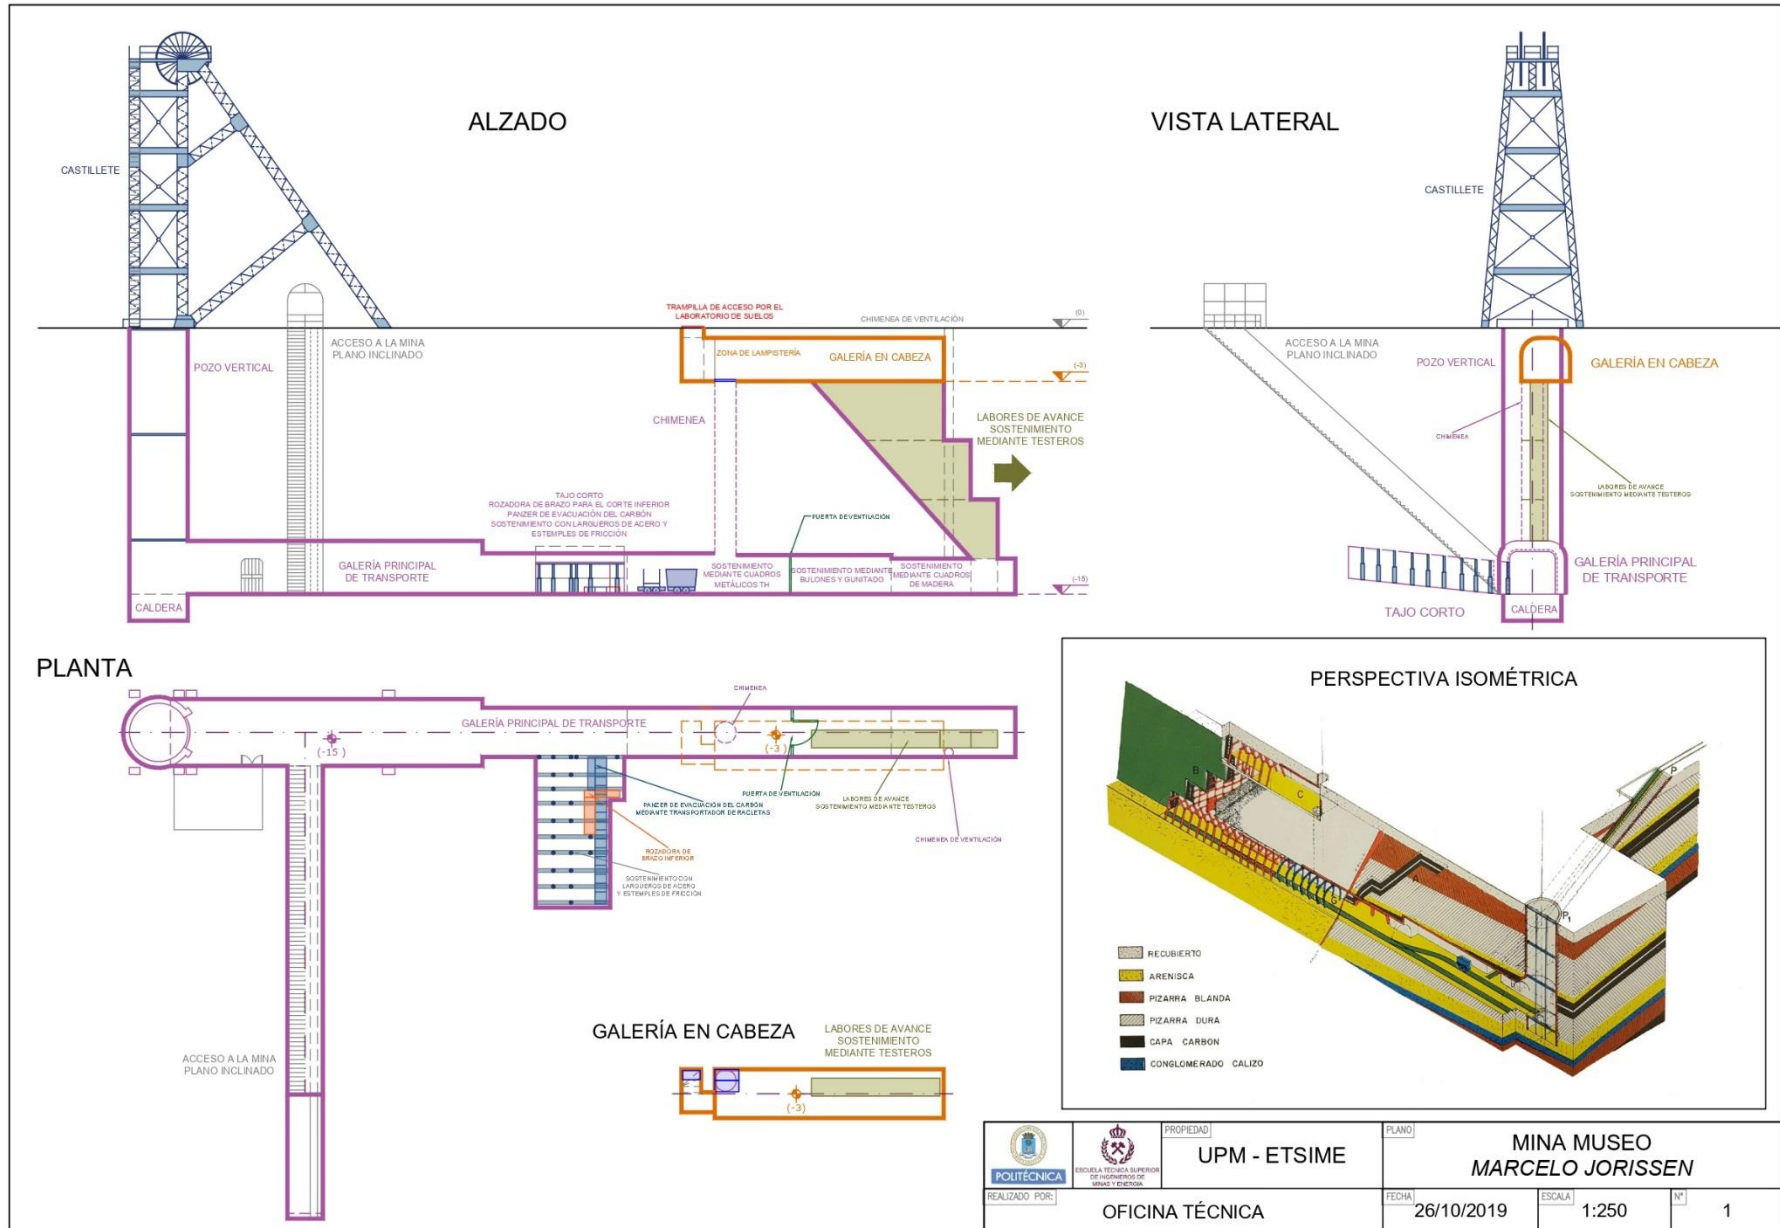 ALZADO
CASTILLETE
POZO VERTICAL
ACCESO A LA MINA
PLANO INCLINADO
TRAMPILLA DE ACCESO POR EL
LABORATORIO DE SUELOS
CHIMENEA DE VENTILACIÓN
(0)
ZONA DE LAMPISTERÍA
GALERÍA EN CABEZA
(-3)
CHIMENEA
LABORES DE AVANCE
SOSTENIMIENTO
MEDIANTE TESTEROS
TAJO CORTO
ROZADORA DE BRAZO PARA EL CORTE INFERIOR
PANZER DE EVACUACIÓN DEL CARBÓN
SOSTENIMIENTO CON LARGUEROS DE ACERO Y
ESTEMPLES DE FRICCIÓN
PUERTA DE VENTILACIÓN
GALERÍA PRINCIPAL
DE TRANSPORTE
SOSTENIMIENTO
MEDIANTE CUADROS
METÁLICOS TH
SOSTENIMIENTO MEDIANTE
BULONES Y GUNITADO
SOSTENIMIENTO
MEDIANTE CUADROS
DE MADERA
(-15)
CALDERA
VISTA LATERAL
CASTILLETE
ACCESO A LA MINA
PLANO INCLINADO
POZO VERTICAL
GALERÍA EN CABEZA
CHIMENEA
LABORES DE AVANCE
SOSTENIMIENTO MEDIANTE TESTEROS
GALERÍA PRINCIPAL
DE TRANSPORTE
TAJO CORTO
CALDERA
PLANTA
CHIMENEA
GALERÍA PRINCIPAL DE TRANSPORTE
(-15 )
(-3 )
PUERTA DE VENTILACIÓN
PANZER DE EVACUACIÓN DEL CARBÓN
MEDIANTE TRANSPORTADOR DE RACLETAS
LABORES DE AVANCE
SOSTENIMIENTO MEDIANTE TESTEROS
CHIMENEA DE VENTILACIÓN
ROZADORA DE
BRAZO INFERIOR
SOSTENIMIENTO CON
LARGUEROS DE ACERO
Y ESTEMPLES DE FRICCIÓN
ACCESO A LA MINA
PLANO INCLINADO
GALERÍA EN CABEZA
LABORES DE AVANCE
SOSTENIMIENTO
MEDIANTE TESTEROS
(-3)
PERSPECTIVA ISOMÉTRICA
B
C
A
G
P
P1
RECUBIERTO
ARENISCA
PIZARRA BLANDA
PIZARRA DURA
CAPA CARBON
CONGLOMERADO CALIZO
POLITÉCNICA
ESCUELA TÉCNICA SUPERIOR
DE INGENIEROS DE
MINAS Y ENERGÍA
PROPIEDAD
UPM - ETSIME
PLANO
MINA MUSEO
MARCELO JORISSEN
REALIZADO POR:
OFICINA TÉCNICA
FECHA
26/10/2019
ESCALA
1:250
Nº
1